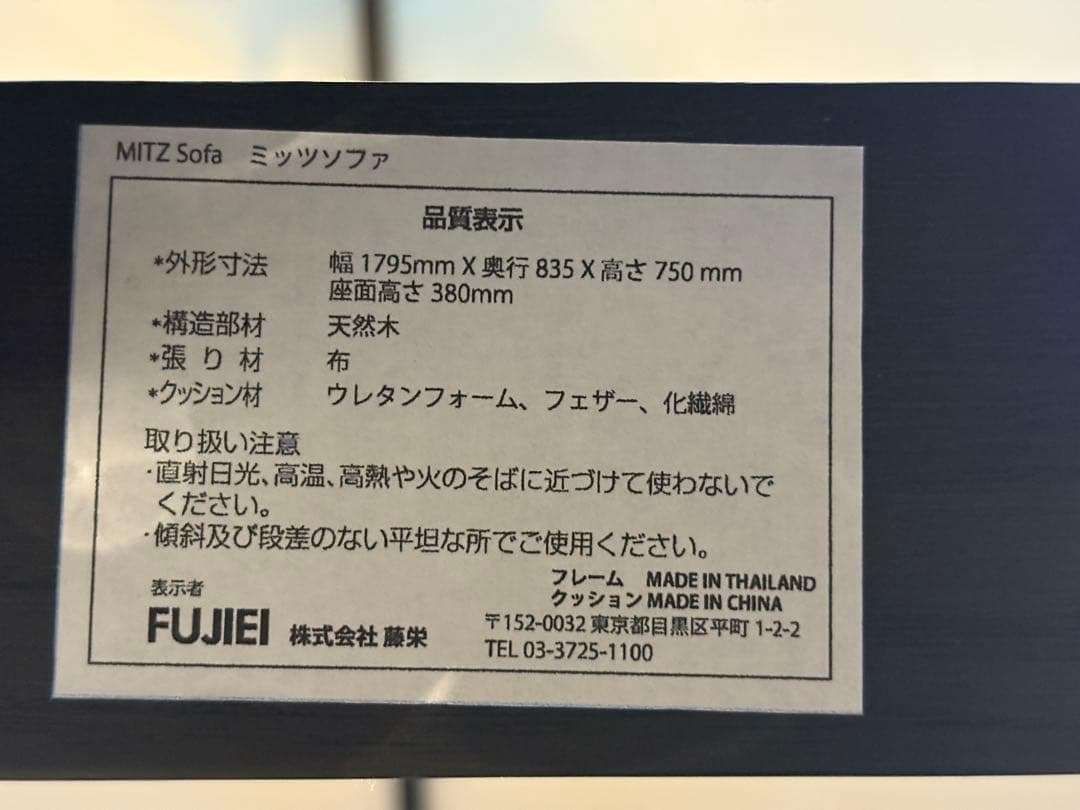 MITZ Sofa ミッツソファ
品質表示
*外形寸法 幅 1795mm X 奥行 835 X 高さ 750 mm
座面高さ 380mm
*構造部材 天然木
*張り材 布
*クッション材 ウレタンフォーム、フェザー、化繊綿
取り扱い注意
・直射日光、高温、高熱や火のそばに近づけて使わないで
ください。
・傾斜及び段差のない平坦な所でご使用ください。
フレーム MADE IN THAILAND
クッション MADE IN CHINA
表示者
FUJIEI 株式会社 藤栄
〒152-0032 東京都目黒区平町 1-2-2
TEL 03-3725-1100